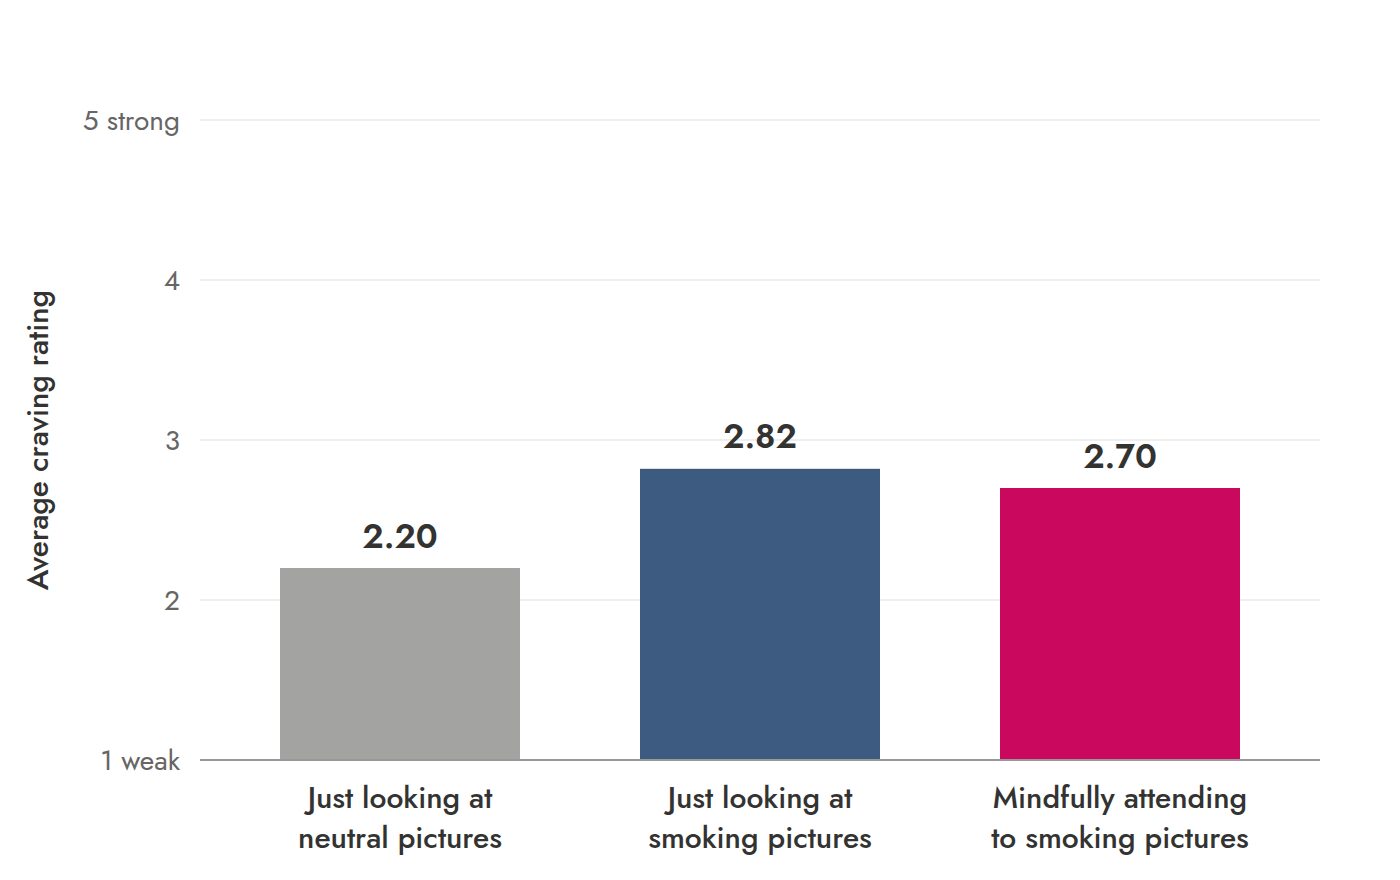 5 strong
4
3
2
1 weak
Average craving rating
2.20
2.82
2.70
Just looking at
neutral pictures
Just looking at
smoking pictures
Mindfully attending
to smoking pictures